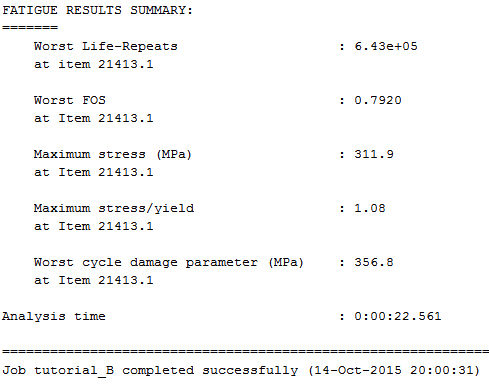 FATIGUE RESULTS SUMMARY:
=======
Worst Life-Repeats : 6.43e+05
at item 21413.1
Worst FOS : 0.7920
at Item 21413.1
Maximum stress (MPa) : 311.9
at Item 21413.1
Maximum stress/yield : 1.08
at Item 21413.1
Worst cycle damage parameter (MPa) : 356.8
at Item 21413.1
Analysis time : 0:00:22.561
=============================================================
Job tutorial_B completed successfully (14-Oct-2015 20:00:31)